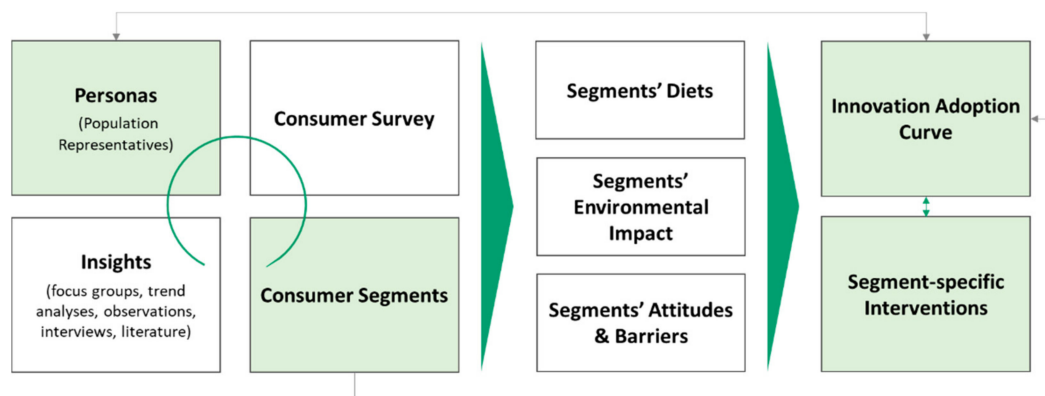 Personas
(Population
Representatives)
Consumer Survey
Insights
(focus groups, trend
analyses, observations,
interviews, literature)
Consumer Segments
Segments’ Diets
Segments’
Environmental
Impact
Segments’ Attitudes
& Barriers
Innovation Adoption
Curve
Segment-specific
Interventions